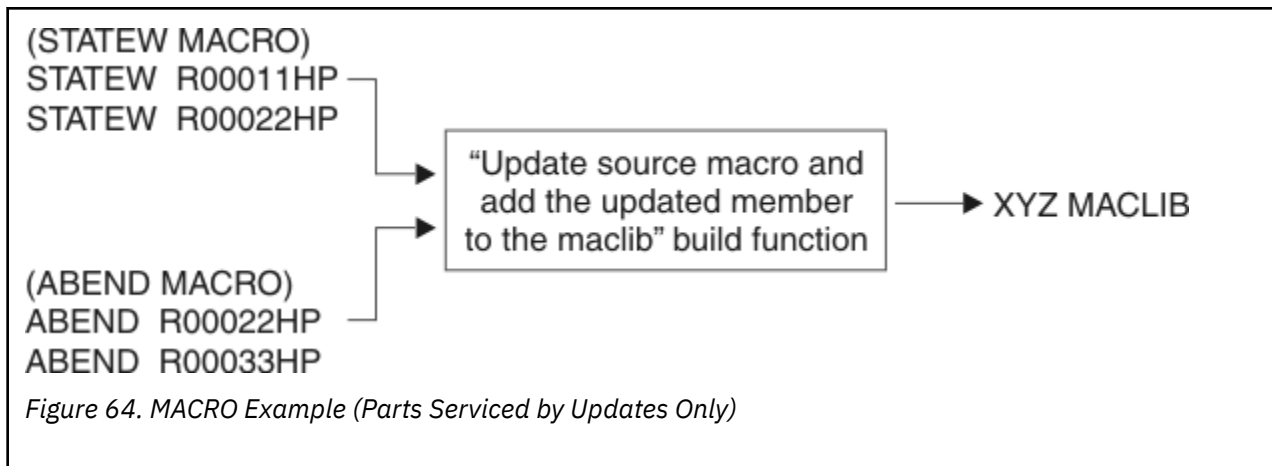 (STATEW MACRO)
STATEW R00011HP
STATEW R00022HP
“Update source macro and
add the updated member
to the maclib” build function
XYZ MACLIB
(ABEND MACRO)
ABEND R00022HP
ABEND R00033HP
Figure 64. MACRO Example (Parts Serviced by Updates Only)